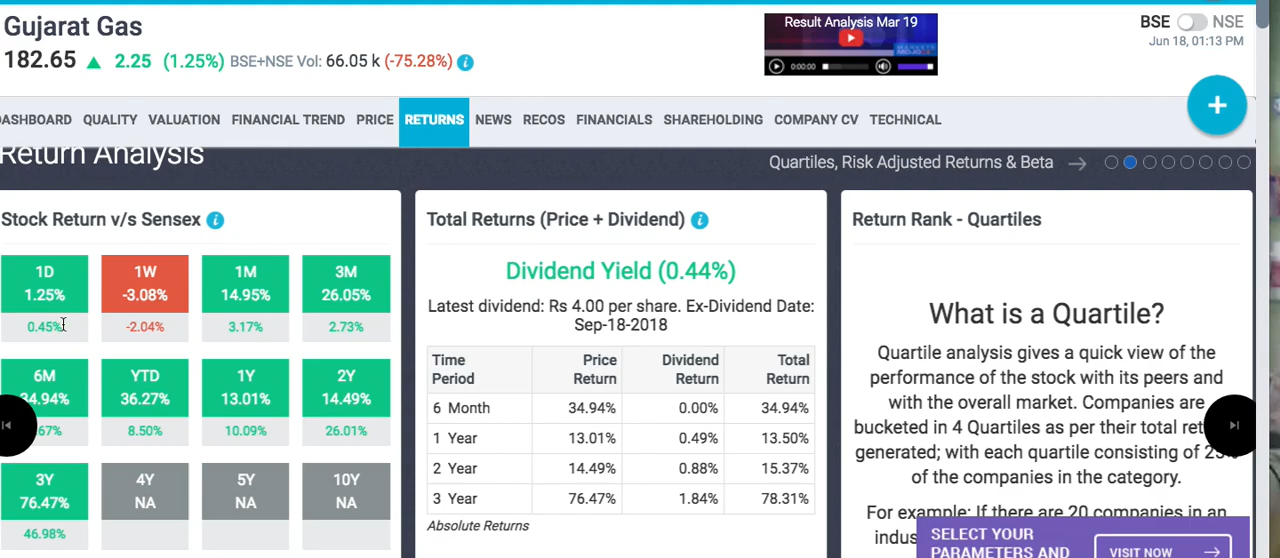 Gujarat Gas
182.65 ▲ 2.25 (1.25%) BSE+NSE Vol: 66.05 k (-75.28%) i
Result Analysis Mar 19
MARKETS
MOJO
0:00:00
BSE NSE
Jun 18, 01:13 PM
+
DASHBOARD QUALITY VALUATION FINANCIAL TREND PRICE RETURNS NEWS RECOS FINANCIALS SHAREHOLDING COMPANY CV TECHNICAL
Return Analysis
Quartiles, Risk Adjusted Returns & Beta →
Stock Return v/s Sensex i
1D 1W 1M 3M
1.25% -3.08% 14.95% 26.05%
0.45% -2.04% 3.17% 2.73%
6M YTD 1Y 2Y
34.94% 36.27% 13.01% 14.49%
67% 8.50% 10.09% 26.01%
3Y 4Y 5Y 10Y
76.47% NA NA NA
46.98%
Total Returns (Price + Dividend) i
Dividend Yield (0.44%)
Latest dividend: Rs 4.00 per share. Ex-Dividend Date:
Sep-18-2018
Time Price Dividend Total
Period Return Return Return
6 Month 34.94% 0.00% 34.94%
1 Year 13.01% 0.49% 13.50%
2 Year 14.49% 0.88% 15.37%
3 Year 76.47% 1.84% 78.31%
Absolute Returns
Return Rank - Quartiles
What is a Quartile?
Quartile analysis gives a quick view of the
performance of the stock with its peers and
with the overall market. Companies are
bucketed in 4 Quartiles as per their total
generated; with each quartile consisting of
of the companies in the category.
For example: If there are 20 companies in an
SELECT YOUR
PARAMETERS AND
VISIT NOW →